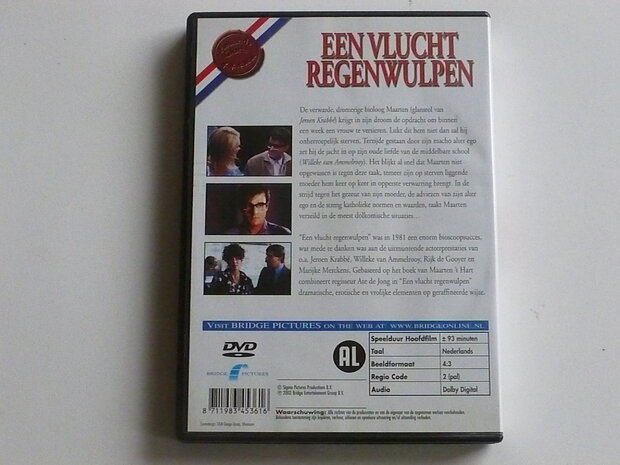 EEN VLUCHT
REGENWULPEN
De verwarde, dromerige bioloog Maarten (glansrol van
Jeroen Krabbé) krijgt in zijn droom de opdracht om binnen
een week een vrouw te versieren. Lukt dit hem niet dan zal hij
onherroepelijk sterven. Terzijde gestaan door zijn macho alter ego
zet hij de jacht in op zijn oude liefde van de middelbare school
(Willeke van Ammelrooy). Het blijkt al snel dat Maarten niet
opgewassen is tegen deze taak, temeer zijn op sterven liggende
moeder hem keer op keer in opperste verwarring brengt. In de
strijd tegen het gezeur van zijn moeder, de adviezen van zijn alter
ego en de streng katholieke normen en waarden, raakt Maarten
verzeild in de meest dolkomische situaties...
"Een vlucht regenwulpen" was in 1981 een enorm bioscoopsucces,
wat mede te danken was aan de uitmuntende acteerprestaties van
o.a. Jeroen Krabbé, Willeke van Ammelrooy, Rijk de Gooyer en
Marijke Merckens. Gebaseerd op het boek van Maarten 't Hart
combineert regisseur Ate de Jong in "Een vlucht regenwulpen"
dramatische, erotische en vrolijke elementen op geraffineerde wijze.
VISIT BRIDGE PICTURES ON THE WEB AT WWW.BRIDGEONLINE.NL
DVD
VIDEO
BRIDGE PICTURES
AL
Speelduur Hoofdfilm ± 93 minuten
Taal Nederlands
Beeldformaat 4:3
Regio Code 2 (pal)
Audio Dolby Digital
© Sigma Pictures Productions B.V.
℗ 2002 Bridge Entertainment Group B.V.
8 711983 453616
Waarschuwing: